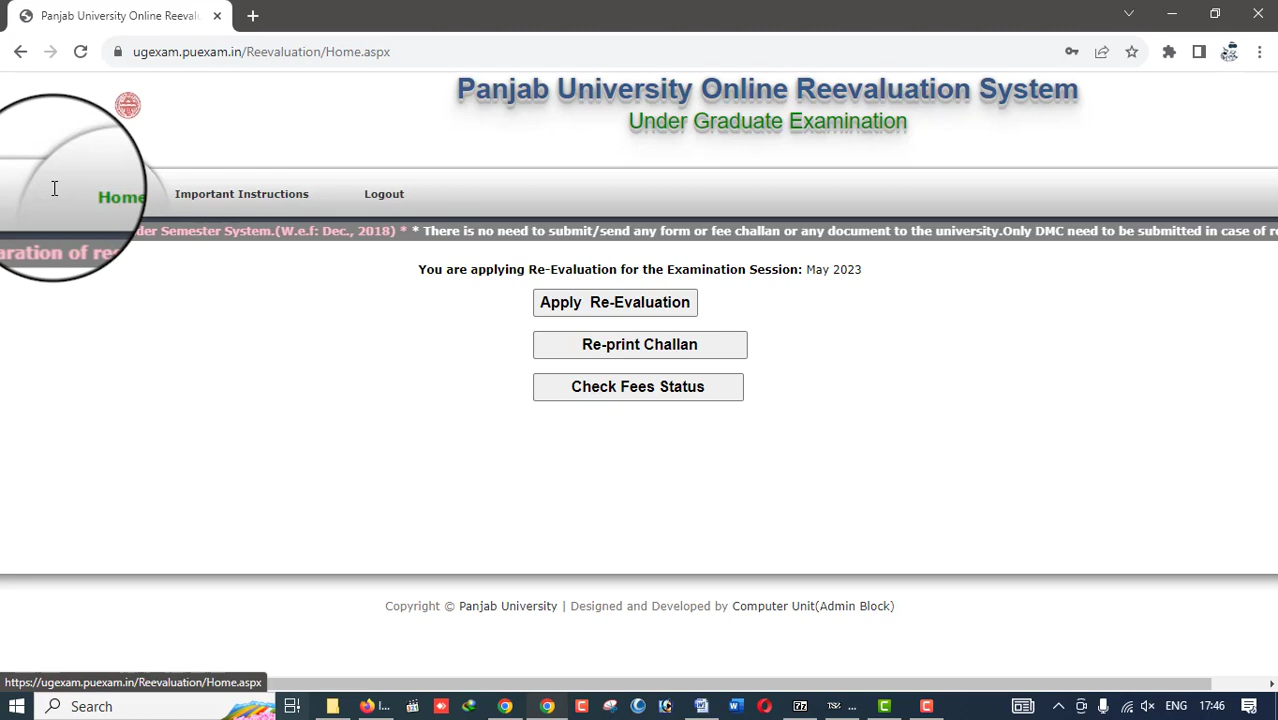 Panjab University Online Reeval
ugexam.puexam.in/Reevaluation/Home.aspx
Panjab University Online Reevaluation System
Under Graduate Examination
Home
Important Instructions
Logout
der Semester System.(W.e.f: Dec., 2018) * * There is no need to submit/send any form or fee challan or any document to the university.Only DMC need to be submitted in case of re
aration of re
You are applying Re-Evaluation for the Examination Session: May 2023
Apply Re-Evaluation
Re-print Challan
Check Fees Status
Copyright © Panjab University | Designed and Developed by Computer Unit(Admin Block)
https://ugexam.puexam.in/Reevaluation/Home.aspx
Search
I...
...
ENG
17:46